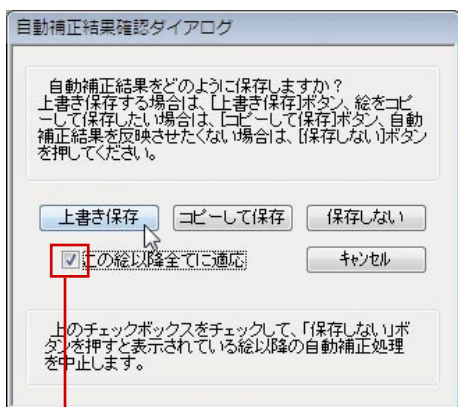 自動補正結果確認ダイアログ
自動補正結果をどのように保存しますか？
上書き保存する場合は、[上書き保存]ボタン、絵をコピ
ーして保存したい場合は、[コピーして保存]ボタン、自動
補正結果を反映させたくない場合は、[保存しない]ボタン
を押してください。
上書き保存 コピーして保存 保存しない
この絵以降全てに適応 キャンセル
上のチェックボックスをチェックして、「保存しない」ボ
タンを押すと表示されている絵以降の自動補正処理
を中止します。